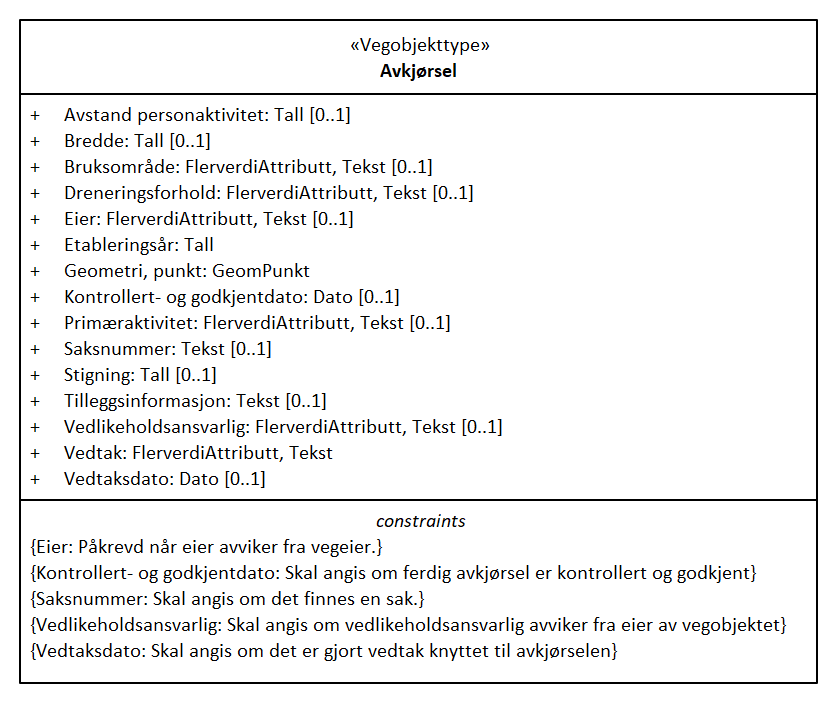 «Vegobjekttype»
Avkjørsel
+ Avstand personaktivitet: Tall [0..1]
+ Bredde: Tall [0..1]
+ Bruksområde: FlerverdiAttributt, Tekst [0..1]
+ Dreneringsforhold: FlerverdiAttributt, Tekst [0..1]
+ Eier: FlerverdiAttributt, Tekst [0..1]
+ Etableringsår: Tall
+ Geometri, punkt: GeomPunkt
+ Kontrollert- og godkjentdato: Dato [0..1]
+ Primæraktivitet: FlerverdiAttributt, Tekst [0..1]
+ Saksnummer: Tekst [0..1]
+ Stigning: Tall [0..1]
+ Tilleggsinformasjon: Tekst [0..1]
+ Vedlikeholdsansvarlig: FlerverdiAttributt, Tekst [0..1]
+ Vedtak: FlerverdiAttributt, Tekst
+ Vedtaksdato: Dato [0..1]
constraints
{Eier: Påkrevd når eier avviker fra vegeier.}
{Kontrollert- og godkjentdato: Skal angis om ferdig avkjørsel er kontrollert og godkjent}
{Saksnummer: Skal angis om det finnes en sak.}
{Vedlikeholdsansvarlig: Skal angis om vedlikeholdsansvarlig avviker fra eier av vegobjektet}
{Vedtaksdato: Skal angis om det er gjort vedtak knyttet til avkjørselen}